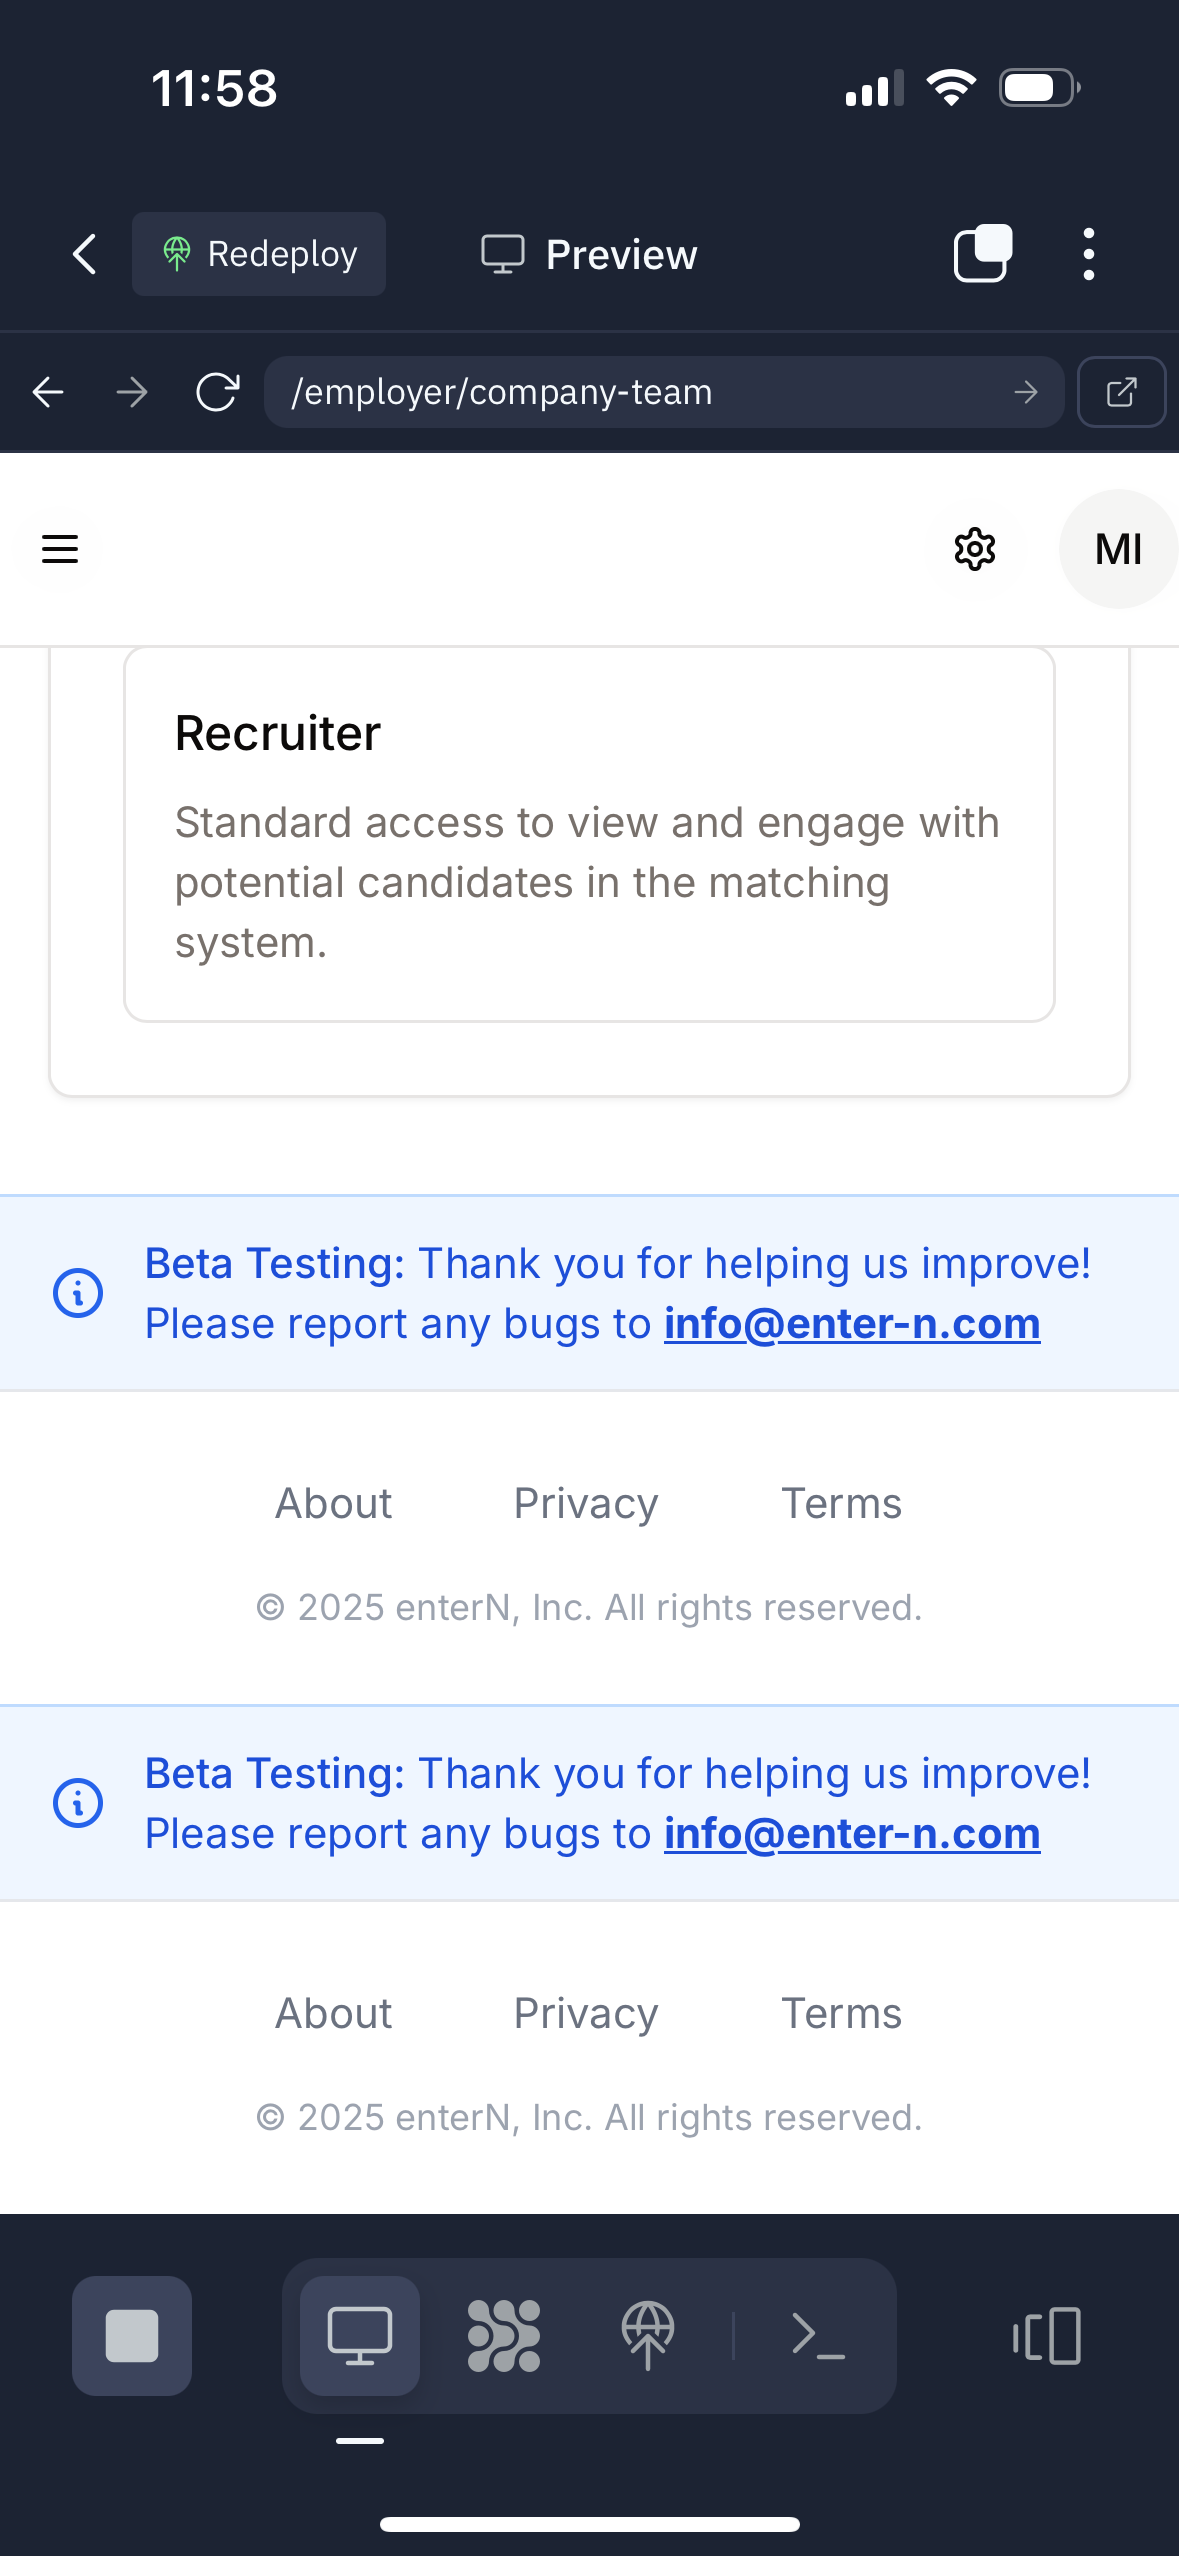 11:58
Redeploy
Preview
/employer/company-team
MI
Recruiter
Standard access to view and engage with
potential candidates in the matching
system.
Beta Testing: Thank you for helping us improve!
Please report any bugs to info@enter-n.com
About Privacy Terms
© 2025 enterN, Inc. All rights reserved.
Beta Testing: Thank you for helping us improve!
Please report any bugs to info@enter-n.com
About Privacy Terms
© 2025 enterN, Inc. All rights reserved.